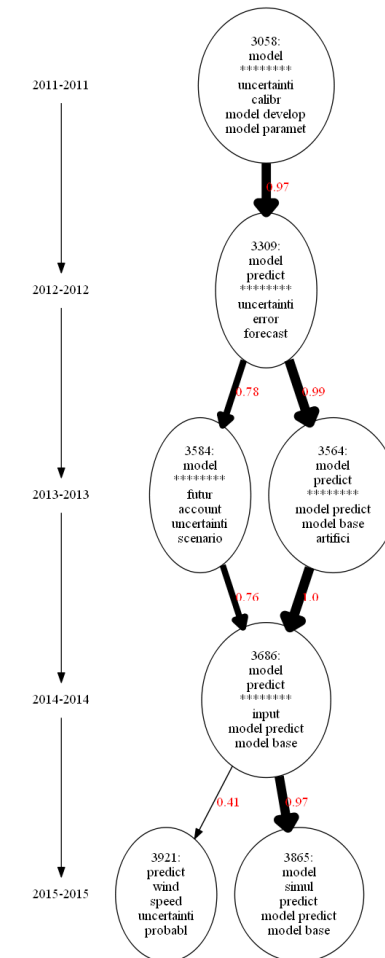 3058:
model
********
uncertainti
calibr
model develop
model paramet
2011-2011
0.97
3309:
model
predict
********
uncertainti
error
forecast
2012-2012
0.78
0.99
3584:
model
********
futur
account
uncertainti
scenario
3564:
model
predict
********
model predict
model base
artifici
2013-2013
0.76
1.0
3686:
model
predict
********
input
model predict
model base
2014-2014
0.41
0.97
3921:
predict
wind
speed
uncertainti
probabl
3865:
model
simul
predict
model predict
model base
2015-2015